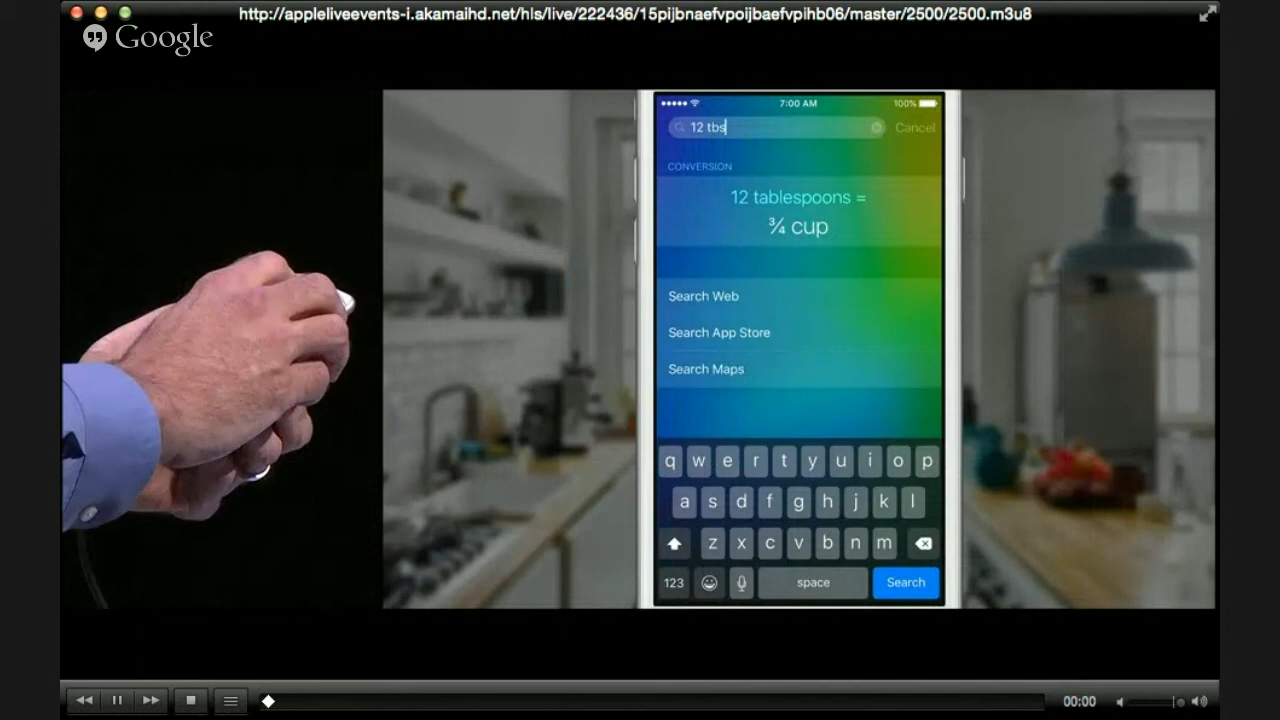 http://appleliveevents-i.akamaihd.net/hls/live/222436/15pijbnaefvpoijbaefvpihb06/master/2500/2500.m3u8
Google
7:00 AM 100%
12 tbs Cancel
CONVERSION
12 tablespoons =
¾ cup
Search Web
Search App Store
Search Maps
q w e r t y u i o p
a s d f g h j k l
z x c v b n m
123 space Search
00:00